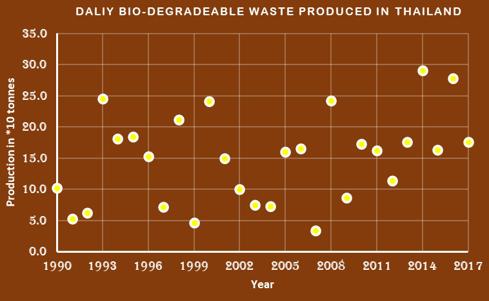 DALIY BIO-DEGRADEABLE WASTE PRODUCED IN THAILAND
35.0
30.0
25.0
20.0
15.0
10.0
5.0
0.0
Production in *10 tonnes
1990 1993 1996 1999 2002 2005 2008 2011 2014 2017
Year